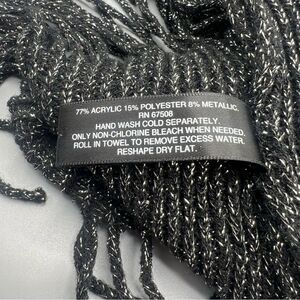 77% ACRYLIC 15% POLYESTER 8% METALLIC.
RN 67508
HAND WASH COLD SEPARATELY.
ONLY NON-CHLORINE BLEACH WHEN NEEDED.
ROLL IN TOWEL TO REMOVE EXCESS WATER.
RESHAPE DRY FLAT.